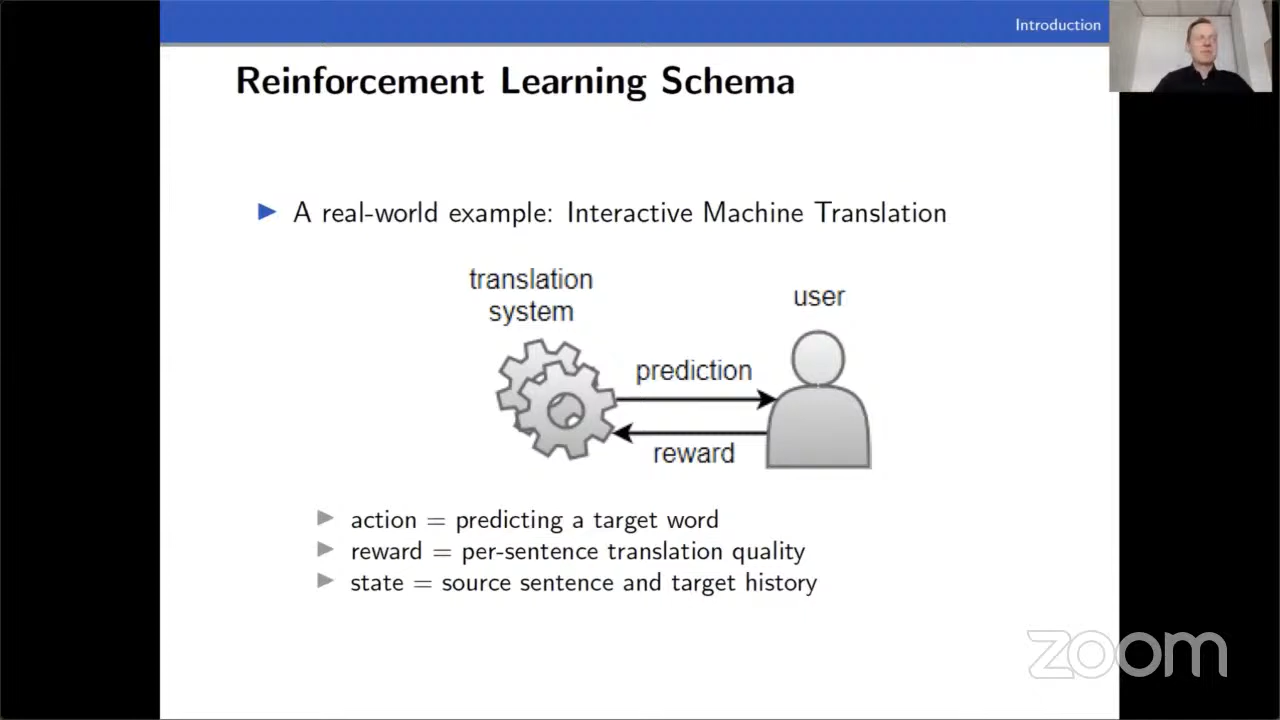 Introduction
Reinforcement Learning Schema
A real-world example: Interactive Machine Translation
translation
system
user
prediction
reward
action = predicting a target word
reward = per-sentence translation quality
state = source sentence and target history
zoom